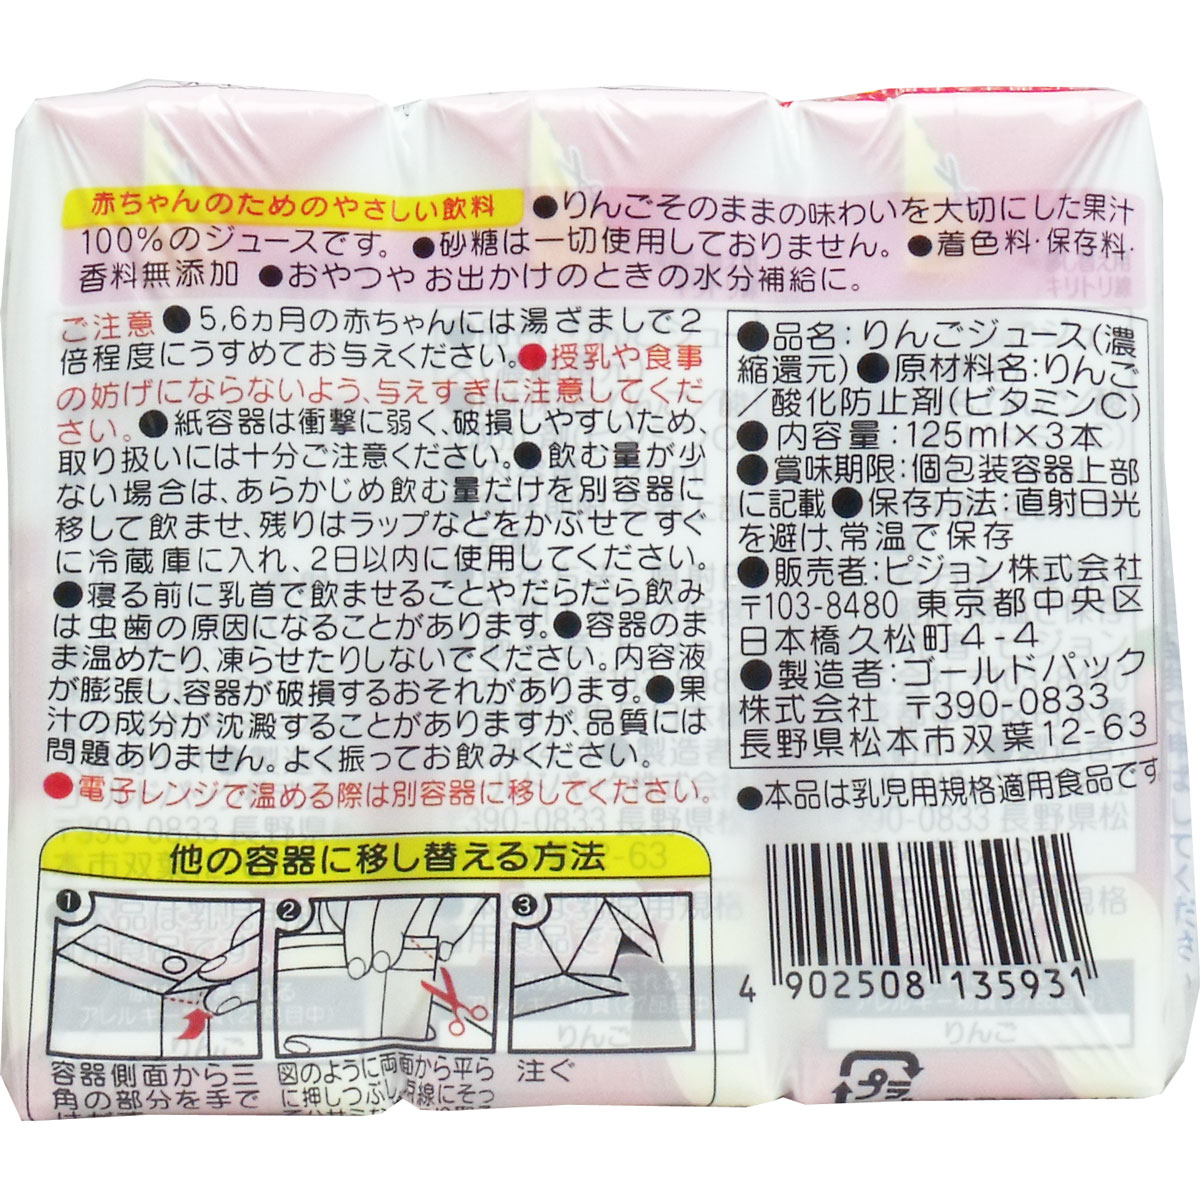 赤ちゃんのためのやさしい飲料 ●りんごそのままの味わいを大切にした果汁
100%のジュースです。 ●砂糖は一切使用しておりません。 ●着色料・保存料・
香料無添加 ●おやつやお出かけのときの水分補給に。
キリトリ線
ご注意 ●5,6ヵ月の赤ちゃんには湯ざましで2
倍程度にうすめてお与えください。●授乳や食事
の妨げにならないよう、与えすぎに注意してくだ
さい。●紙容器は衝撃に弱く、破損しやすいため、
取り扱いには十分ご注意ください。●飲む量が少
ない場合は、あらかじめ飲む量だけを別容器に
移して飲ませ、残りはラップなどをかぶせてすぐ
に冷蔵庫に入れ、2日以内に使用してください。
●寝る前に乳首で飲ませることやだらだら飲み
は虫歯の原因になることがあります。●容器のま
ま温めたり、凍らせたりしないでください。内容液
が膨張し、容器が破損するおそれがあります。●果
汁の成分が沈澱することがありますが、品質には
問題ありません。よく振ってお飲みください。
●電子レンジで温める際は別容器に移してください。
●品名：りんごジュース(濃
縮還元) ●原材料名：りんご
／酸化防止剤(ビタミンC)
●内容量：125ml×3本
●賞味期限：個包装容器上部
に記載 ●保存方法：直射日光
を避け、常温で保存
●販売者：ピジョン株式会社
〒103-8480 東京都中央区
日本橋久松町4-4
●製造者：ゴールドパック
株式会社 〒390-0833
長野県松本市双葉12-63
●本品は乳児用規格適用食品です。
他の容器に移し替える方法
1
2
3
容器側面から三
角の部分を手で
図のように両面から平ら
に押しつぶし、点線にそっ
注ぐ
4 902508 135931
りんご
りんご
りんご
プラ